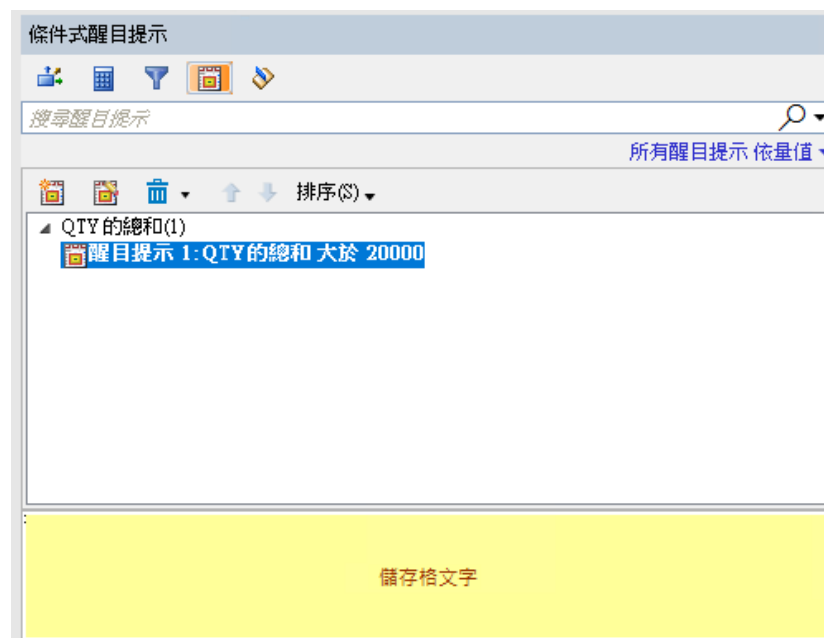 條件式醒目提示
搜尋醒目提示
所有醒目提示 依量值
排序(S)
QTY 的總和(1)
醒目提示 1:QTY的總和 大於 20000
儲存格文字